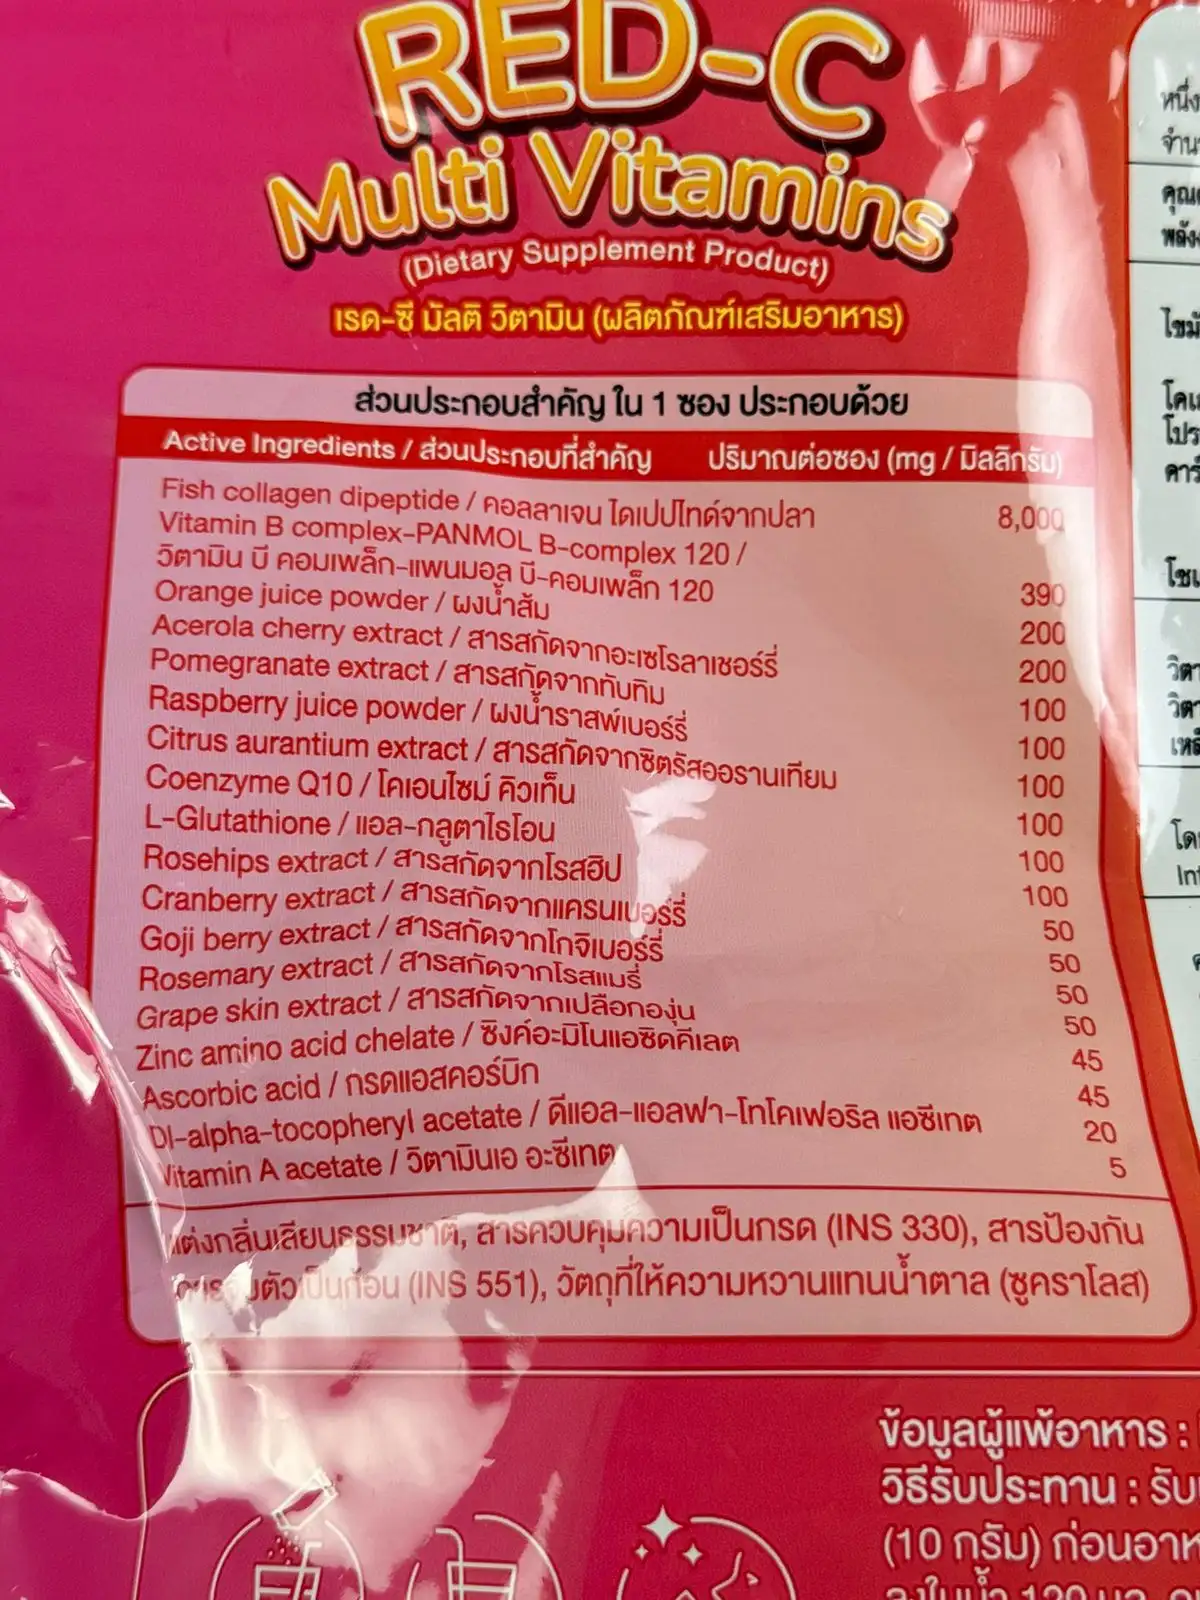 RED-C
Multi Vitamins
(Dietary Supplement Product)
เรด-ซี มัลติ วิตามิน (ผลิตภัณฑ์เสริมอาหาร)
ส่วนประกอบสำคัญ ใน 1 ซอง ประกอบด้วย
Active Ingredients / ส่วนประกอบที่สำคัญ ปริมาณต่อซอง (mg / มิลลิกรัม)
Fish collagen dipeptide / คอลลาเจน ไดเปปไทด์จากปลา 8,000
Vitamin B complex-PANMOL B-complex 120 /
วิตามิน บี คอมเพล็ก-แพนมอล บี-คอมเพล็ก 120 390
Orange juice powder / ผงน้ำส้ม 200
Acerola cherry extract / สารสกัดจากอะเซโรลาเชอร์รี่ 200
Pomegranate extract / สารสกัดจากทับทิม 100
Raspberry juice powder / ผงน้ำราสพ์เบอร์รี่ 100
Citrus aurantium extract / สารสกัดจากซิตรัสออรานเทียม 100
Coenzyme Q10 / โคเอนไซม์ คิวเท็น 100
L-Glutathione / แอล-กลูตาไธโอน 100
Rosehips extract / สารสกัดจากโรสฮิป 100
Cranberry extract / สารสกัดจากแครนเบอร์รี่ 50
Goji berry extract / สารสกัดจากโกจิเบอร์รี่ 50
Rosemary extract / สารสกัดจากโรสแมรี่ 50
Grape skin extract / สารสกัดจากเปลือกองุ่น 50
Zinc amino acid chelate / ซิงค์อะมิโนแอซิดคีเลต 45
Ascorbic acid / กรดแอสคอร์บิก 45
Dl-alpha-tocopheryl acetate / ดีแอล-แอลฟา-โทโคเฟอริล แอซีเทต 20
Vitamin A acetate / วิตามินเอ อะซีเทต 5
แต่งกลิ่นเลียนธรรมชาติ, สารควบคุมความเป็นกรด (INS 330), สารป้องกัน
(INS 551), วัตถุที่ให้ความหวานแทนน้ำตาล (ซูคราโลส)
ข้อมูลผู้แพ้อาหาร :
วิธีรับประทาน :
(10 กรัม)